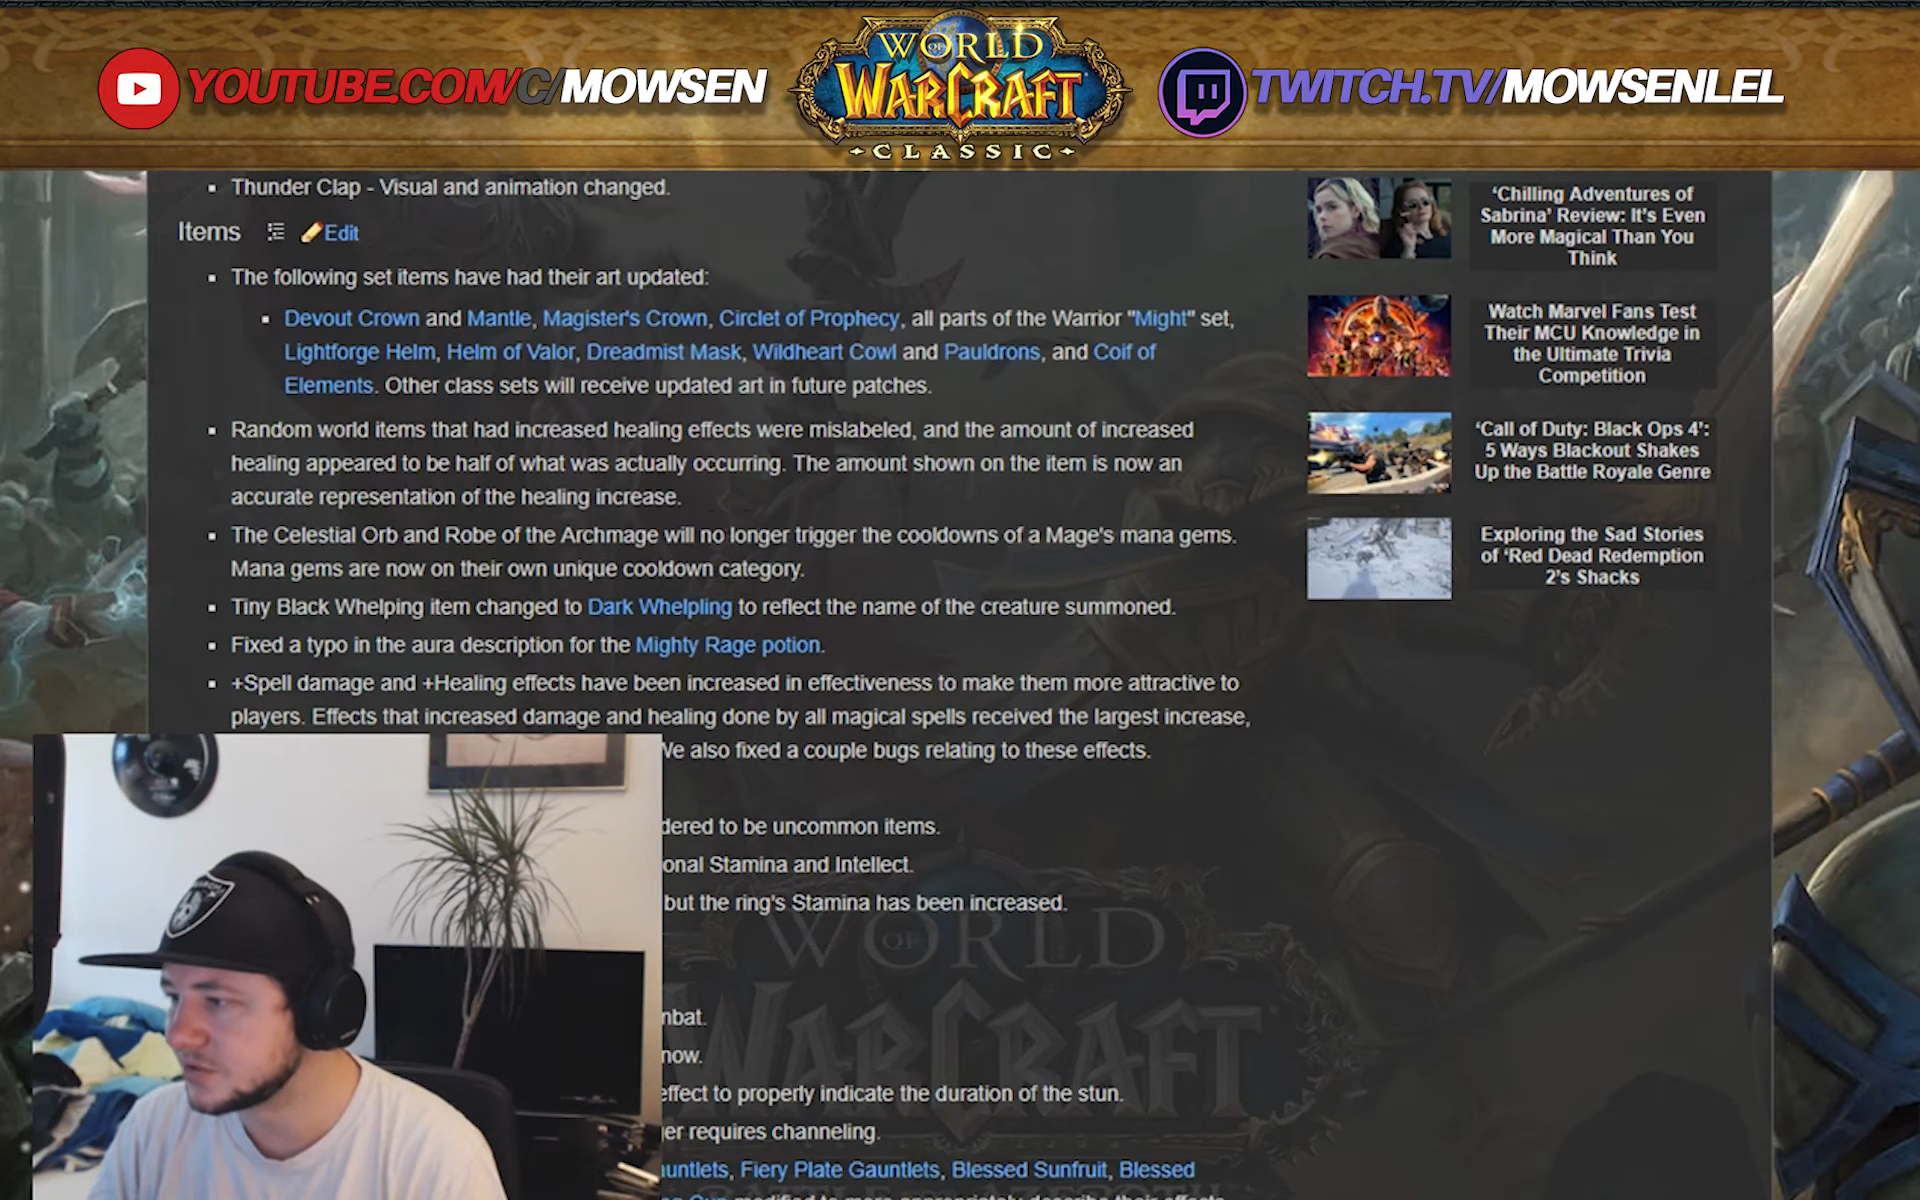 YOUTUBE.COM/C/MOWSEN
WORLD OF WARCRAFT
CLASSIC
TWITCH.TV/MOWSENLEL
Thunder Clap - Visual and animation changed.
Items Edit
The following set items have had their art updated:
Devout Crown and Mantle, Magister's Crown, Circlet of Prophecy, all parts of the Warrior "Might" set,
Lightforge Helm, Helm of Valor, Dreadmist Mask, Wildheart Cowl and Pauldrons, and Coif of
Elements. Other class sets will receive updated art in future patches.
Random world items that had increased healing effects were mislabeled, and the amount of increased
healing appeared to be half of what was actually occurring. The amount shown on the item is now an
accurate representation of the healing increase.
The Celestial Orb and Robe of the Archmage will no longer trigger the cooldowns of a Mage's mana gems.
Mana gems are now on their own unique cooldown category.
Tiny Black Whelping item changed to Dark Whelpling to reflect the name of the creature summoned.
Fixed a typo in the aura description for the Mighty Rage potion.
+Spell damage and +Healing effects have been increased in effectiveness to make them more attractive to
players. Effects that increased damage and healing done by all magical spells received the largest increase,
We also fixed a couple bugs relating to these effects.
to be uncommon items.
Stamina and Intellect.
but the ring's Stamina has been increased.
now.
effect to properly indicate the duration of the stun.
requires channeling.
Fiery Plate Gauntlets, Blessed Sunfruit, Blessed
‘Chilling Adventures of
Sabrina’ Review: It’s Even
More Magical Than You
Think
Watch Marvel Fans Test
Their MCU Knowledge in
the Ultimate Trivia
Competition
‘Call of Duty: Black Ops 4’:
5 Ways Blackout Shakes
Up the Battle Royale Genre
Exploring the Sad Stories
of ‘Red Dead Redemption
2’s Shacks
WORLD OF WARCRAFT